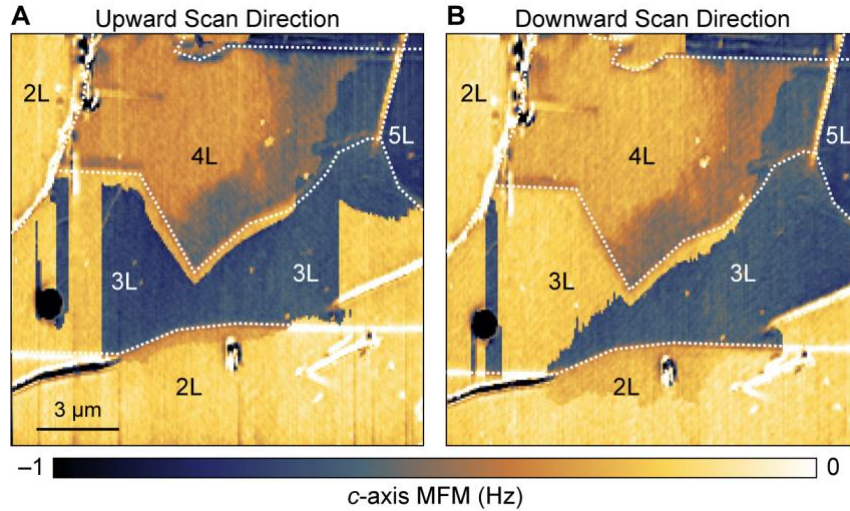 A Upward Scan Direction
B Downward Scan Direction
2L
4L
5L
3L
3L
2L
3 μm
2L
4L
5L
3L
3L
2L
–1
0
c-axis MFM (Hz)